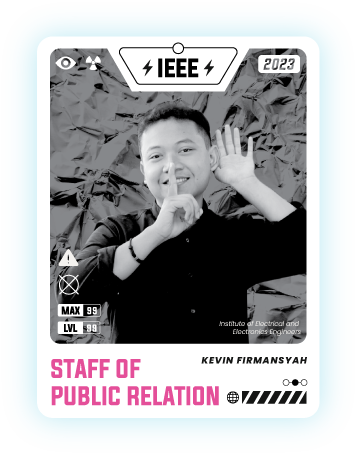 IEEE
2023
MAX 99
LVL 99
Institute of Electrical and
Electronics Engineers
KEVIN FIRMANSYAH
STAFF OF
PUBLIC RELATION